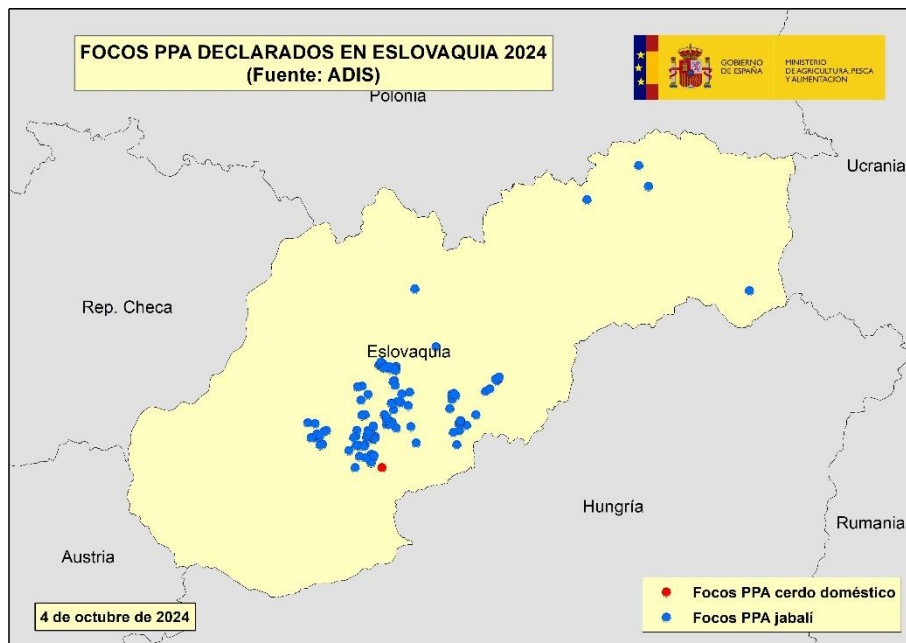 FOCOS PPA DECLARADOS EN ESLOVAQUIA 2024
(Fuente: ADIS)
GOBIERNO
DE ESPAÑA
MINISTERIO
DE AGRICULTURA, PESCA
Y ALIMENTACIÓN
Polonia
Ucrania
Rep. Checa
Eslovaquia
Hungría
Rumania
Austria
Focos PPA cerdo doméstico
Focos PPA jabalí
4 de octubre de 2024